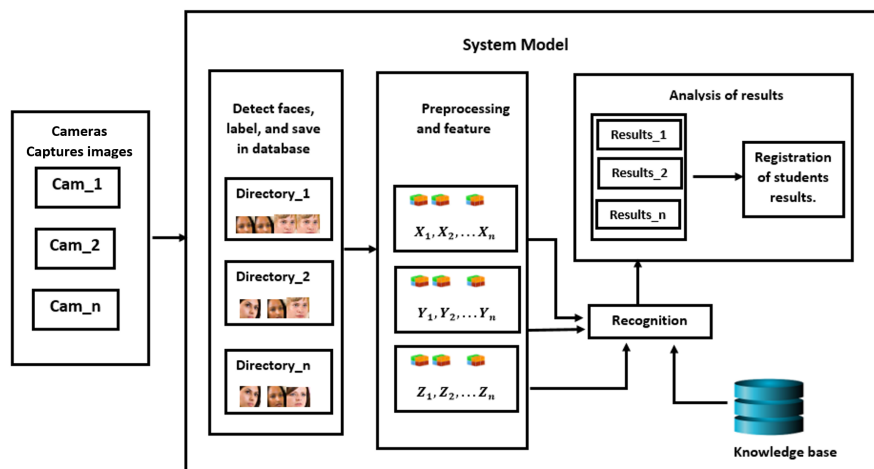 System Model
Cameras
Captures images
Cam_1
Cam_2
Cam_n
Detect faces,
label, and save
in database
Directory_1
Directory_2
Directory_n
Preprocessing
and feature
X₁, X₂, … Xₙ
Y₁, Y₂, … Yₙ
Z₁, Z₂, … Zₙ
Analysis of results
Results_1
Results_2
Results_n
Registration
of students
results.
Recognition
Knowledge base